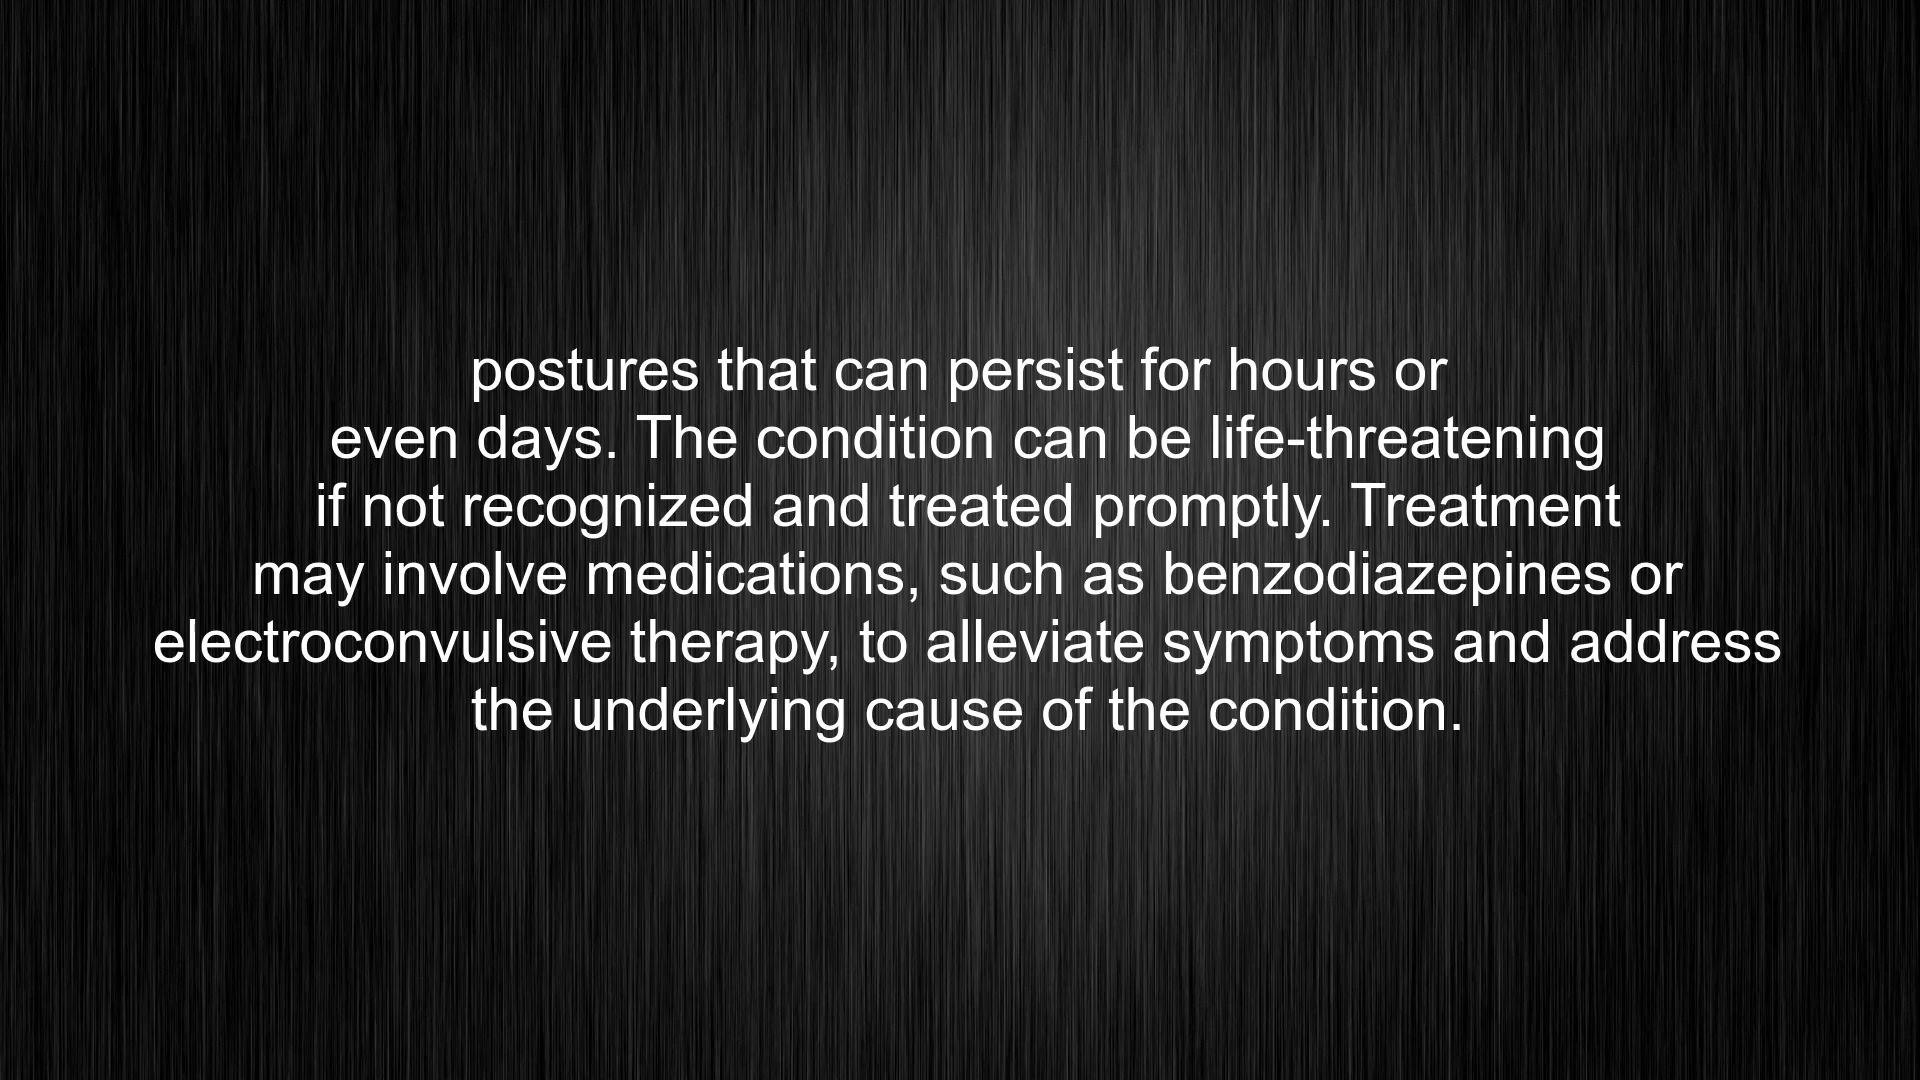 postures that can persist for hours or
even days. The condition can be life-threatening
if not recognized and treated promptly. Treatment
may involve medications, such as benzodiazepines or
electroconvulsive therapy, to alleviate symptoms and address
the underlying cause of the condition.